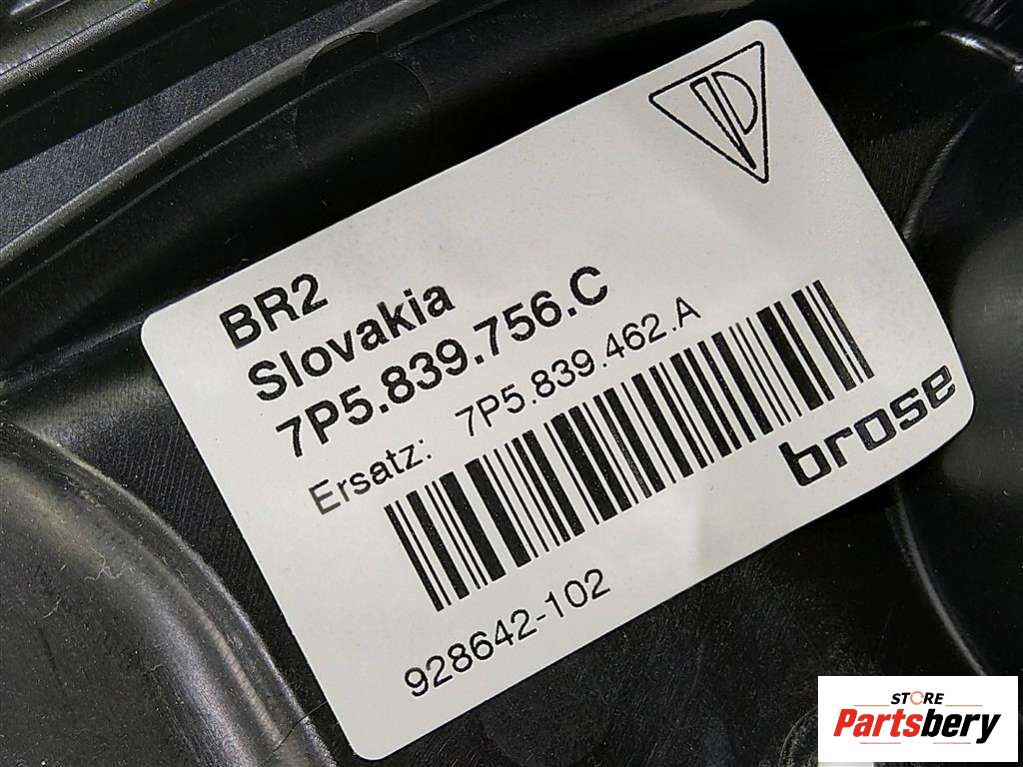 BR2
Slovakia
7P5.839.756.C
Ersatz: 7P5.839.462.A
brose
928642-102
STORE
Partsbery